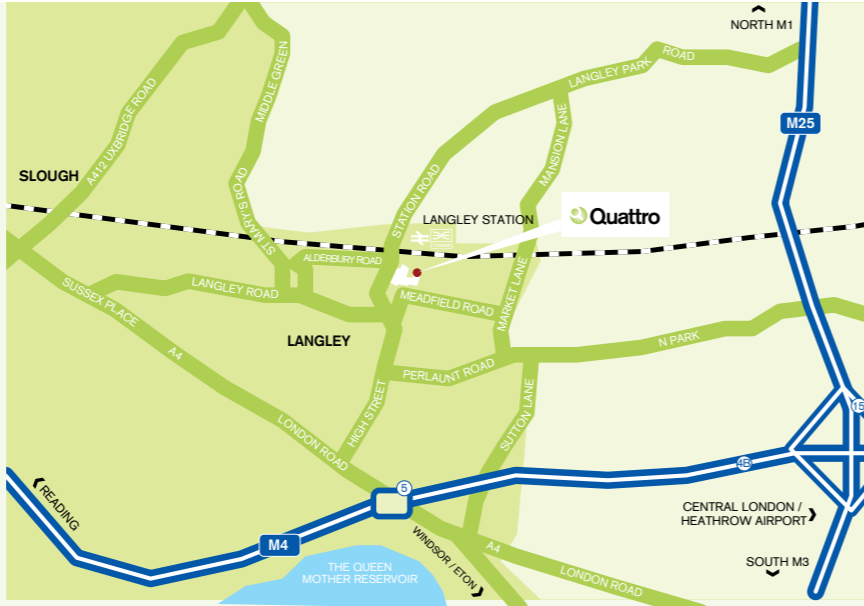 NORTH M1
ROAD
LANGLEY PARK
MIDDLE GREEN
A412 UXBRIDGE ROAD
M25
MANSION LANE
SLOUGH
STATION ROAD
ST MARYS ROAD
LANGLEY STATION
Quattro
ALDERBURY ROAD
SUSSEX PLACE
LANGLEY ROAD
MEADFIELD ROAD
MARKET LANE
LANGLEY
N PARK
A4
PERLAUNT ROAD
HIGH STREET
SUTTON LANE
LONDON ROAD
15
4B
5
READING
CENTRAL LONDON /
HEATHROW AIRPORT
M4
WINDSOR / ETON
A4
THE QUEEN
MOTHER RESERVOIR
LONDON ROAD
SOUTH M3